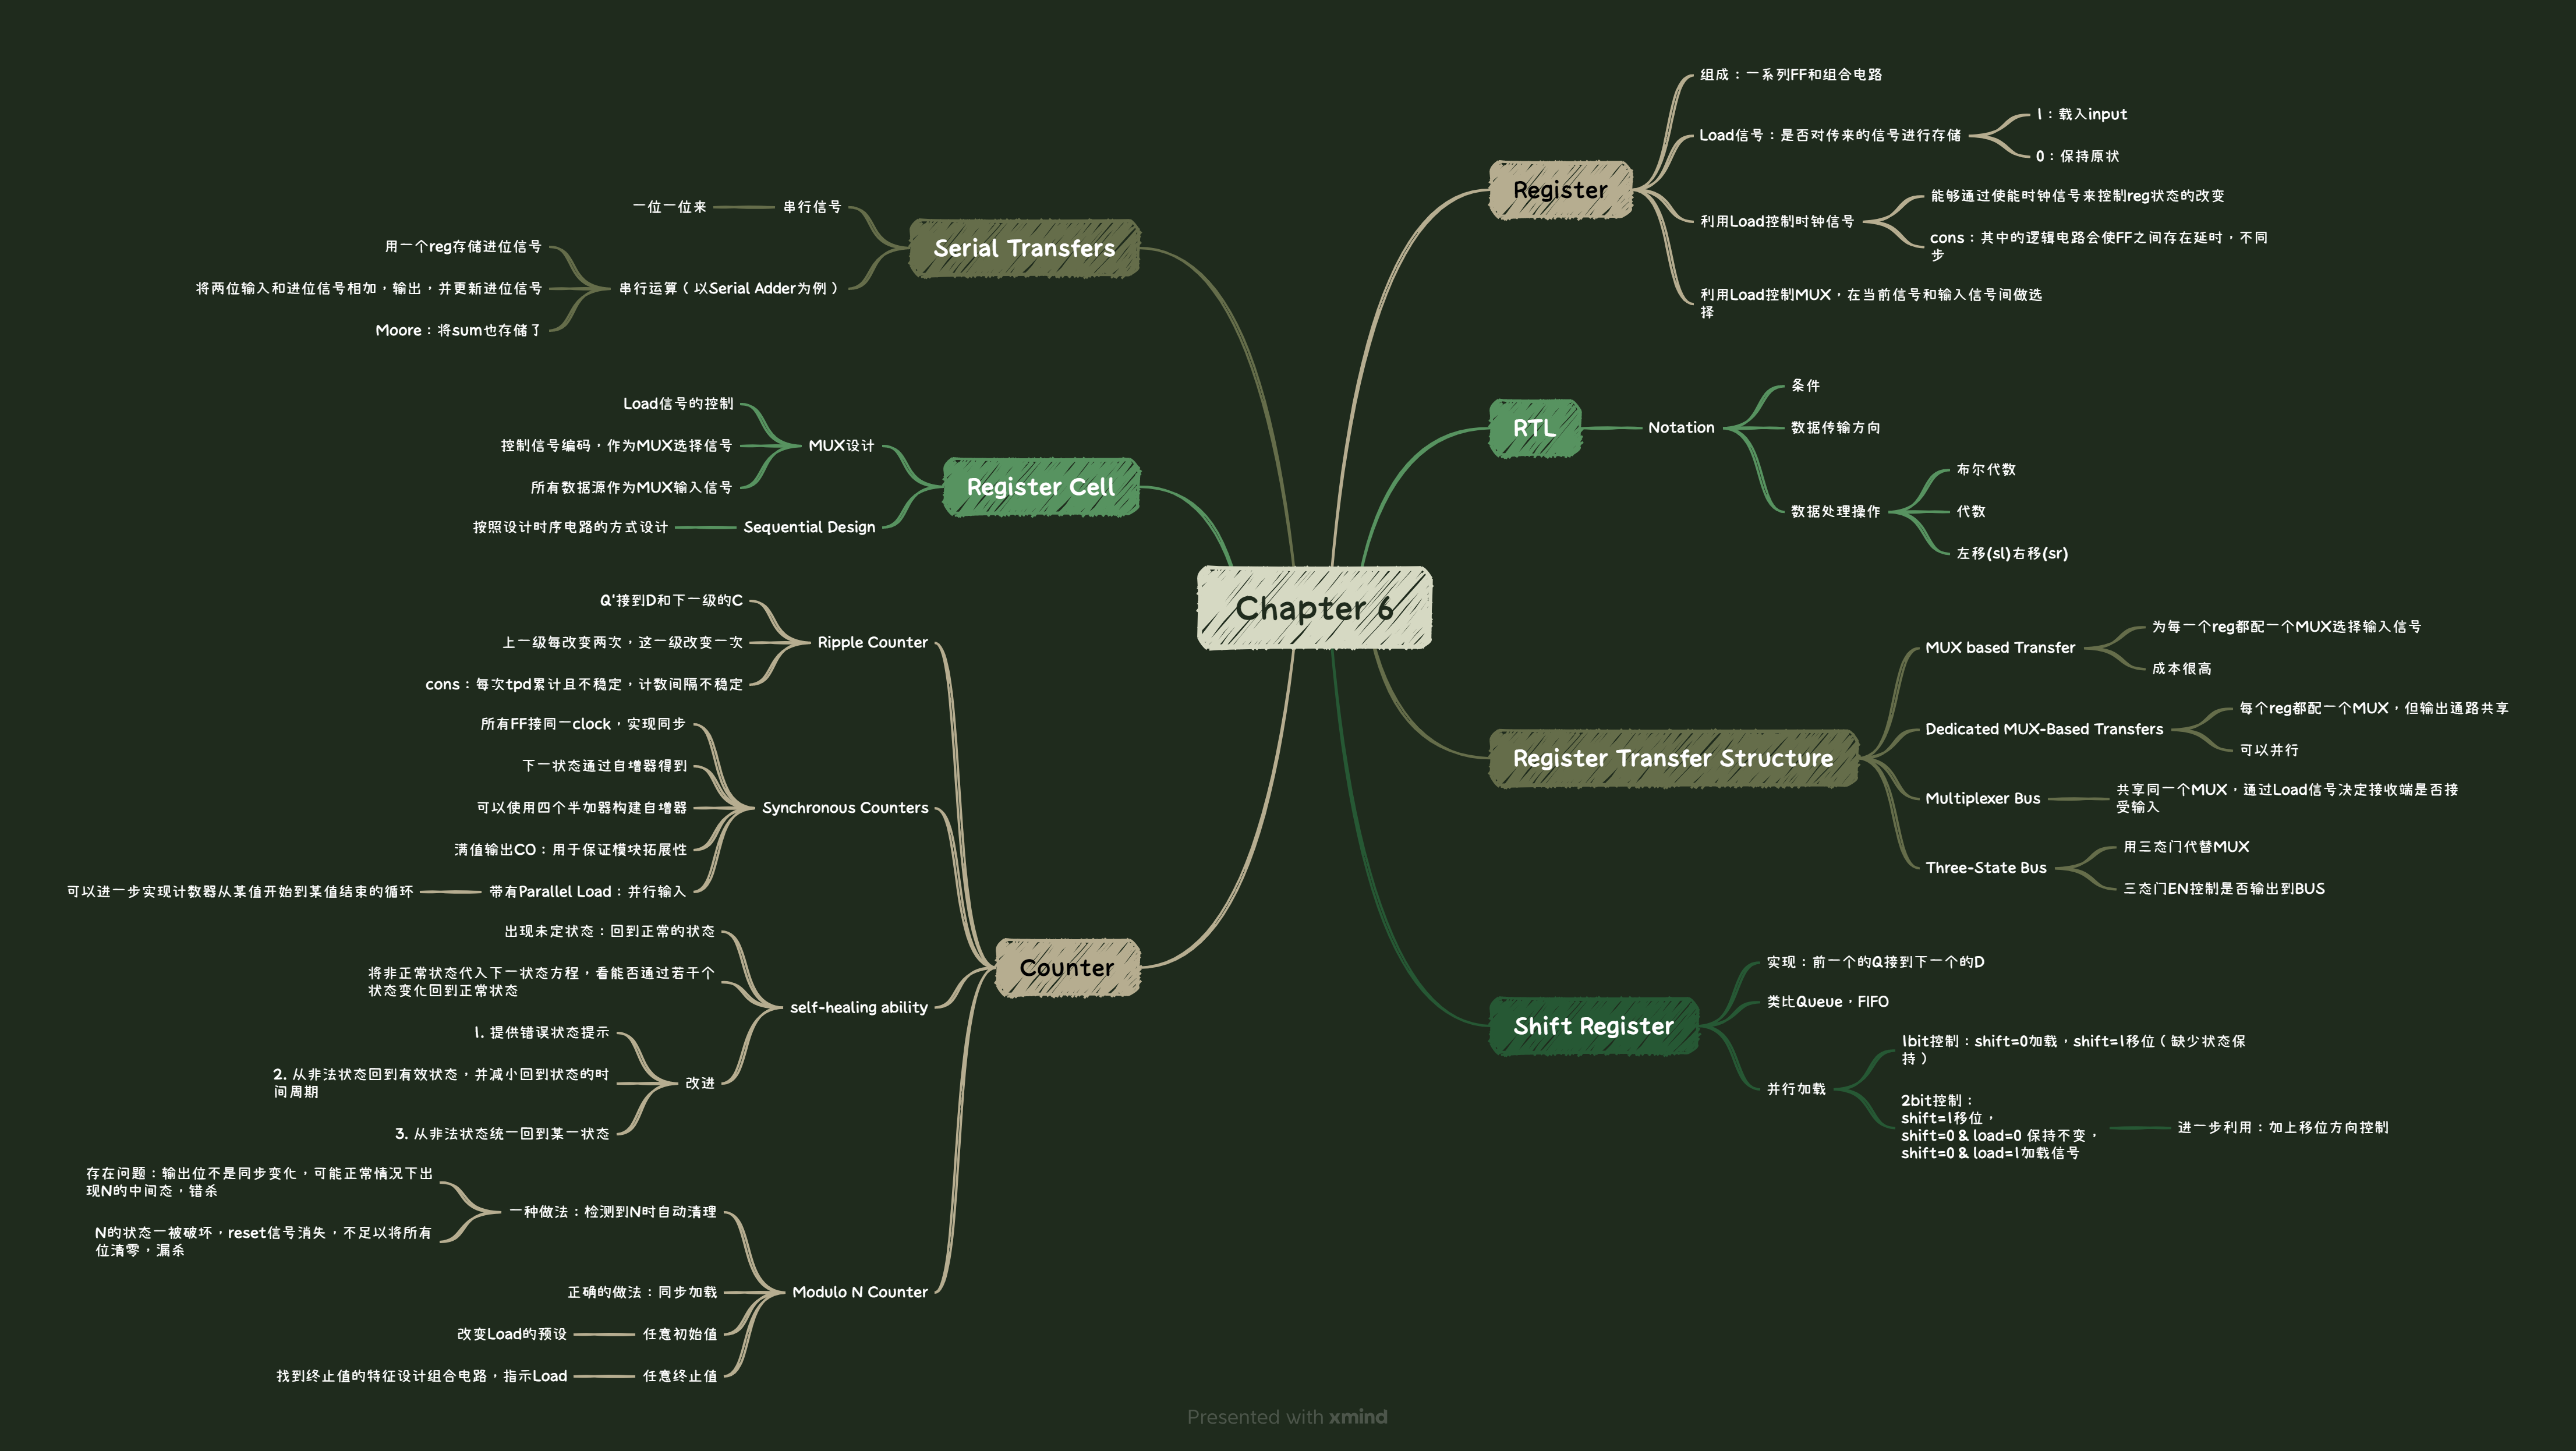 Chapter 6
Register
组成：一系列FF和组合电路
Load信号：是否对传来的信号进行存储
1：载入input
0：保持原状
利用Load控制时钟信号
能够通过使能时钟信号来控制reg状态的改变
cons：其中的逻辑电路会使FF之间存在延时，不同
步
利用Load控制MUX，在当前信号和输入信号间做选
择
RTL
Notation
条件
数据传输方向
数据处理操作
布尔代数
代数
左移(sl)右移(sr)
Register Transfer Structure
MUX based Transfer
为每一个reg都配一个MUX选择输入信号
成本很高
Dedicated MUX-Based Transfers
每个reg都配一个MUX，但输出通路共享
可以并行
Multiplexer Bus
共享同一个MUX，通过Load信号决定接收端是否接
受输入
Three-State Bus
用三态门代替MUX
三态门EN控制是否输出到BUS
Shift Register
实现：前一个的Q接到下一个的D
类比Queue，FIFO
并行加载
1bit控制：shift=0加载，shift=1移位（缺少状态保
持）
2bit控制：
shift=1移位，
shift=0 & load=0 保持不变，
shift=0 & load=1加载信号
进一步利用：加上移位方向控制
Serial Transfers
串行信号
一位一位来
串行运算（以Serial Adder为例）
用一个reg存储进位信号
将两位输入和进位信号相加，输出，并更新进位信号
Moore：将sum也存储了
Register Cell
MUX设计
Load信号的控制
控制信号编码，作为MUX选择信号
所有数据源作为MUX输入信号
Sequential Design
按照设计时序电路的方式设计
Counter
Ripple Counter
Q'接到D和下一级的C
上一级每改变两次，这一级改变一次
cons：每次tpd累计且不稳定，计数间隔不稳定
Synchronous Counters
所有FF接同一clock，实现同步
下一状态通过自增器得到
可以使用四个半加器构建自增器
满值输出CO：用于保证模块拓展性
带有Parallel Load：并行输入
可以进一步实现计数器从某值开始到某值结束的循环
self-healing ability
出现未定状态：回到正常的状态
将非正常状态代入下一状态方程，看能否通过若干个
状态变化回到正常状态
改进
1. 提供错误状态提示
2. 从非法状态回到有效状态，并减小回到状态的时
间周期
3. 从非法状态统一回到某一状态
Modulo N Counter
一种做法：检测到N时自动清理
存在问题：输出位不是同步变化，可能正常情况下出
现N的中间态，错杀
N的状态一被破坏，reset信号消失，不足以将所有
位清零，漏杀
正确的做法：同步加载
任意初始值
改变Load的预设
任意终止值
找到终止值的特征设计组合电路，指示Load
Presented with xmind